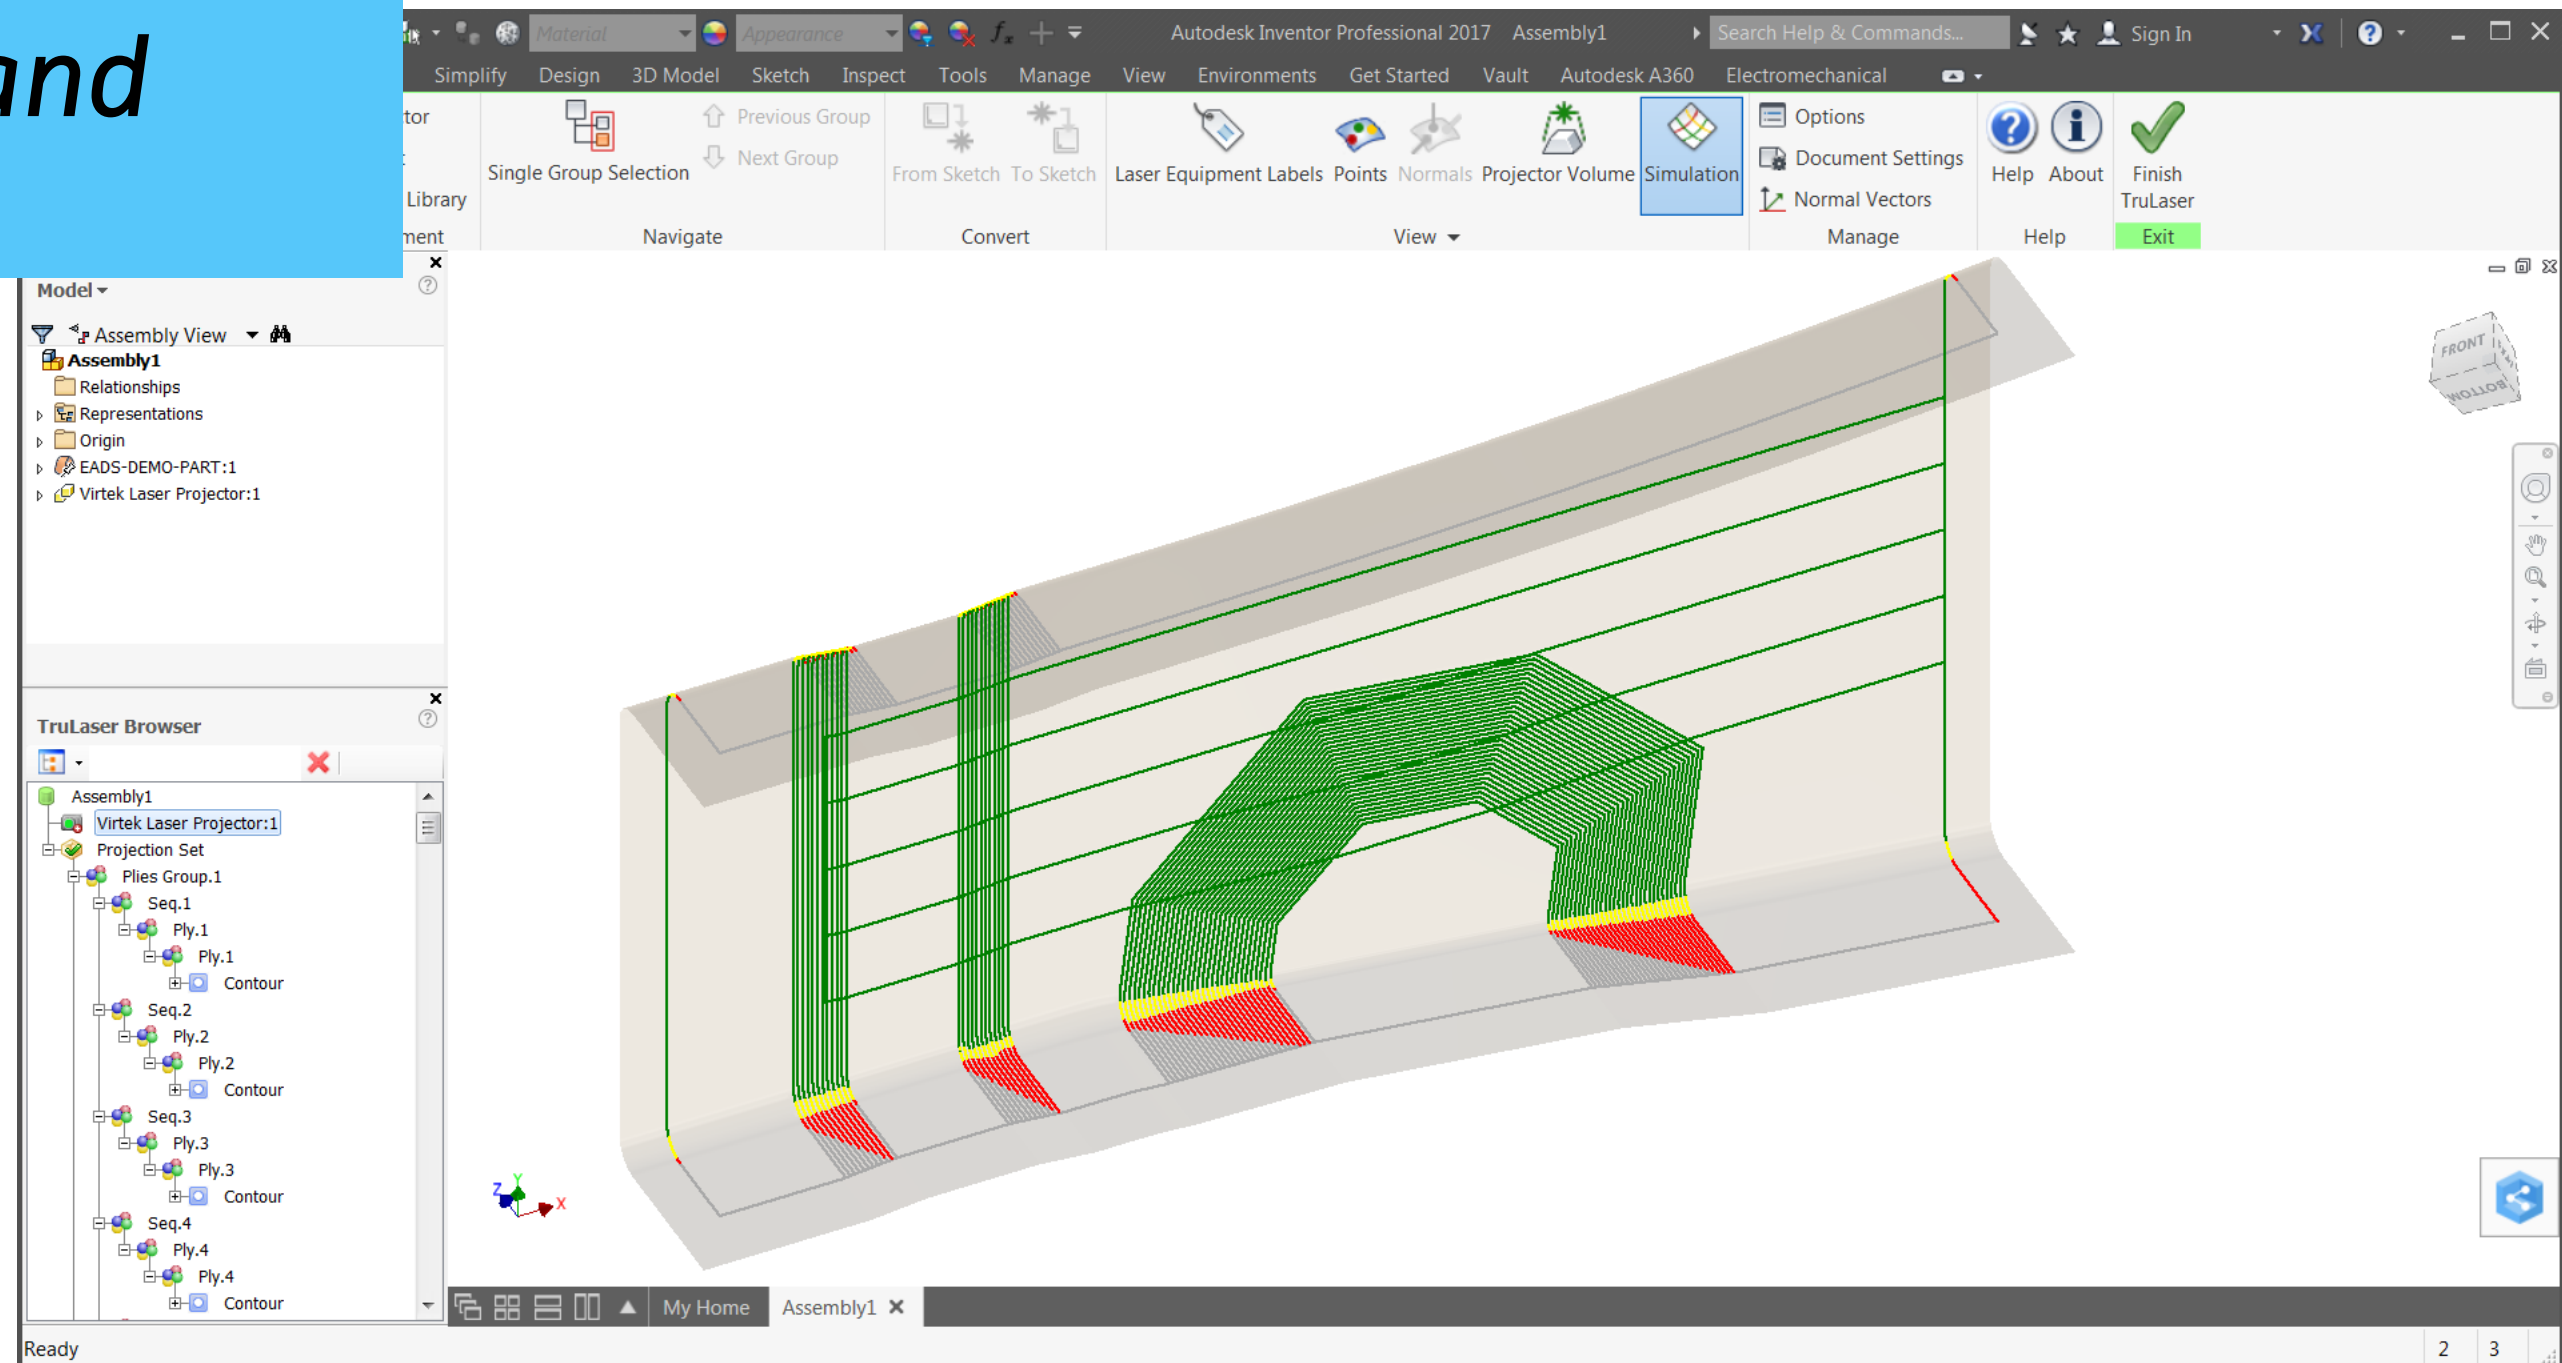 and
Material
Appearance
Autodesk Inventor Professional 2017 Assembly1
Search Help & Commands...
Sign In
Simplify Design 3D Model Sketch Inspect Tools Manage View Environments Get Started Vault Autodesk A360 Electromechanical
tor
Library
ment
Single Group Selection
Previous Group
Next Group
Navigate
From Sketch To Sketch
Convert
Laser Equipment Labels Points Normals Projector Volume Simulation
View
Options
Document Settings
Normal Vectors
Manage
Help About
Help
Finish
TruLaser
Exit
Model
Assembly View
Assembly1
Relationships
Representations
Origin
EADS-DEMO-PART:1
Virtek Laser Projector:1
TruLaser Browser
Assembly1
Virtek Laser Projector:1
Projection Set
Plies Group.1
Seq.1
Ply.1
Ply.1
Contour
Seq.2
Ply.2
Ply.2
Contour
Seq.3
Ply.3
Ply.3
Contour
Seq.4
Ply.4
Ply.4
Contour
FRONT
BOTTOM
Z Y X
My Home Assembly1
Ready
2 3